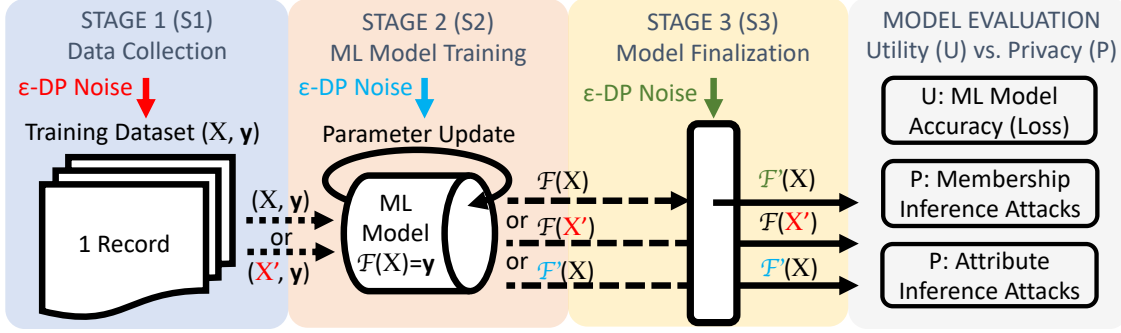 STAGE 1 (S1)
Data Collection
ε-DP Noise
Training Dataset (X, y)
1 Record
(X, y)
or
(X', y)
STAGE 2 (S2)
ML Model Training
ε-DP Noise
Parameter Update
ML
Model
ℱ(X)=y
ℱ(X)
or ℱ(X')
or ℱ'(X)
STAGE 3 (S3)
Model Finalization
ε-DP Noise
ℱ'(X)
ℱ(X')
ℱ'(X)
MODEL EVALUATION
Utility (U) vs. Privacy (P)
U: ML Model
Accuracy (Loss)
P: Membership
Inference Attacks
P: Attribute
Inference Attacks